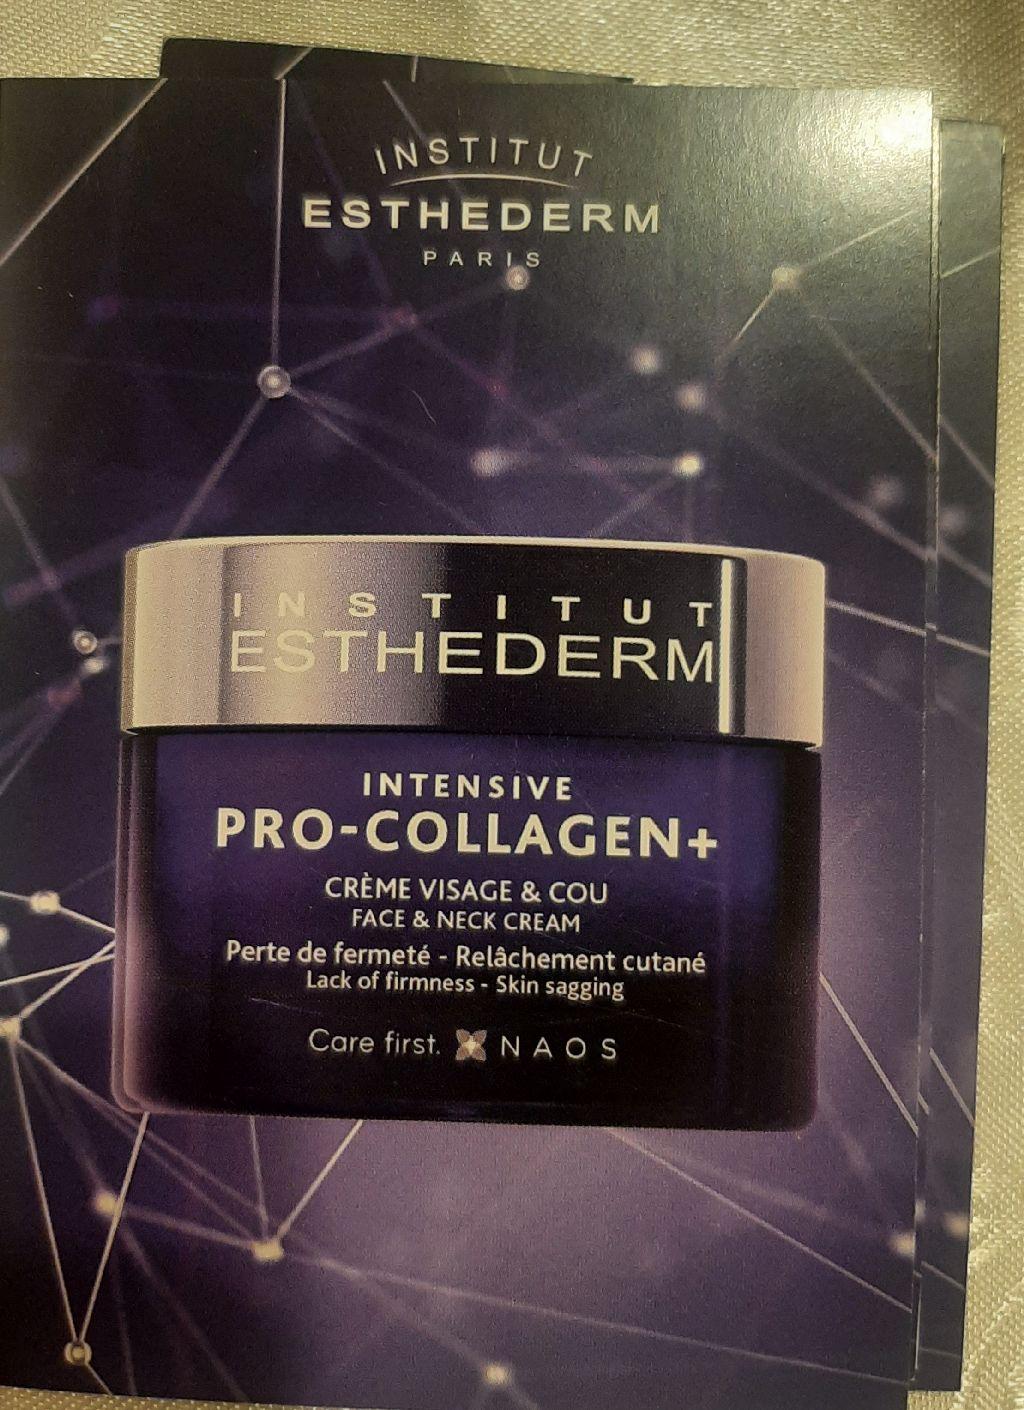 INSTITUT
ESTHEDERM
PARIS
INSTITUT
ESTHEDERM
INTENSIVE
PRO-COLLAGEN+
CRÈME VISAGE & COU
FACE & NECK CREAM
Perte de fermeté - Relâchement cutané
Lack of firmness - Skin sagging
Care first. NAOS